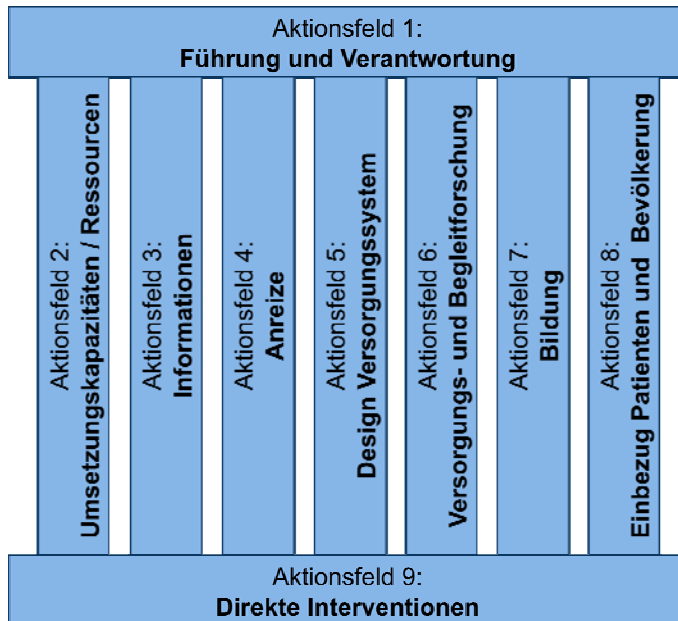 Aktionsfeld 1:
Führung und Verantwortung
Aktionsfeld 2:
Umsetzungskapazitäten / Ressourcen
Aktionsfeld 3:
Informationen
Aktionsfeld 4:
Anreize
Aktionsfeld 5:
Design Versorgungssystem
Aktionsfeld 6:
Versorgungs- und Begleitforschung
Aktionsfeld 7:
Bildung
Aktionsfeld 8:
Einbezug Patienten und Bevölkerung
Aktionsfeld 9:
Direkte Interventionen